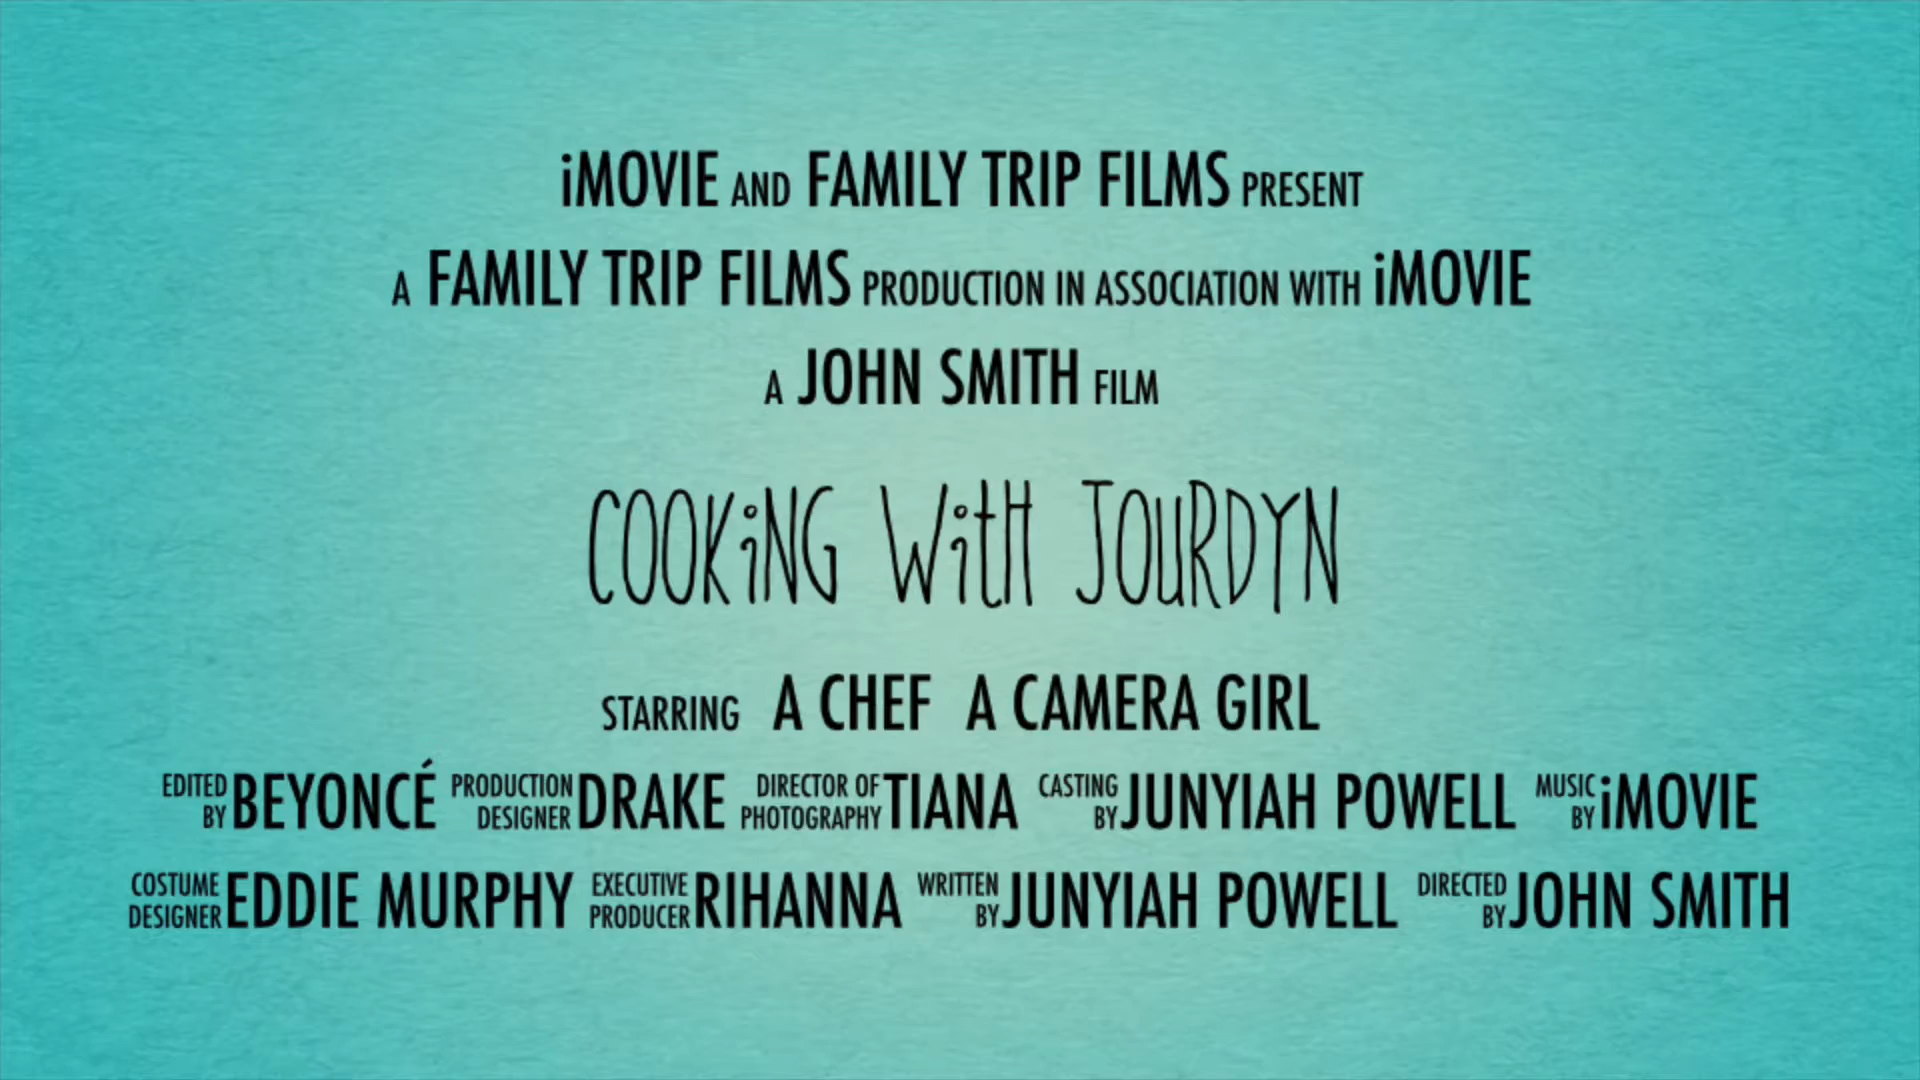 iMOVIE AND FAMILY TRIP FILMS PRESENT
A FAMILY TRIP FILMS PRODUCTION IN ASSOCIATION WITH iMOVIE
A JOHN SMITH FILM
COOKiNG WitH JOURDYN
STARRING A CHEF A CAMERA GIRL
EDITED BY BEYONCÉ PRODUCTION DESIGNER DRAKE DIRECTOR OF PHOTOGRAPHY TIANA CASTING BY JUNYIAH POWELL MUSIC BY iMOVIE
COSTUME DESIGNER EDDIE MURPHY EXECUTIVE PRODUCER RIHANNA WRITTEN BY JUNYIAH POWELL DIRECTED BY JOHN SMITH